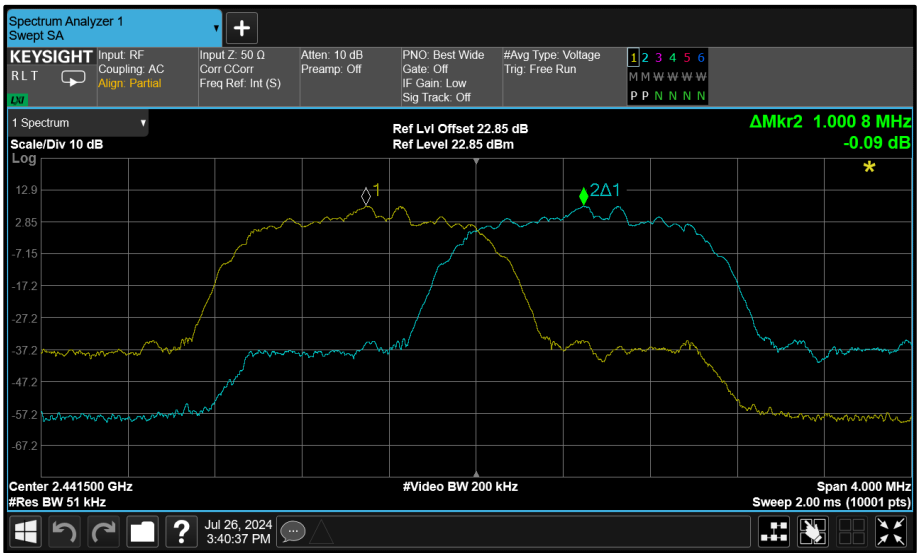 Spectrum Analyzer 1
Swept SA
+
KEYSIGHT Input: RF Input Z: 50 Ω Atten: 10 dB PNO: Best Wide #Avg Type: Voltage 1 2 3 4 5 6
RLT Coupling: AC Corr CCorr Preamp: Off Gate: Off Trig: Free Run M M W W W W
Align: Partial Freq Ref: Int (S) IF Gain: Low P P N N N N
LXI Sig Track: Off
1 Spectrum Ref Lvl Offset 22.85 dB ΔMkr2 1.000 8 MHz
Scale/Div 10 dB Ref Level 22.85 dBm -0.09 dB
Log
*
1
2Δ1
12.9
2.85
-7.15
-17.2
-27.2
-37.2
-47.2
-57.2
-67.2
Center 2.441500 GHz #Video BW 200 kHz Span 4.000 MHz
#Res BW 51 kHz Sweep 2.00 ms (10001 pts)
? Jul 26, 2024
3:40:37 PM